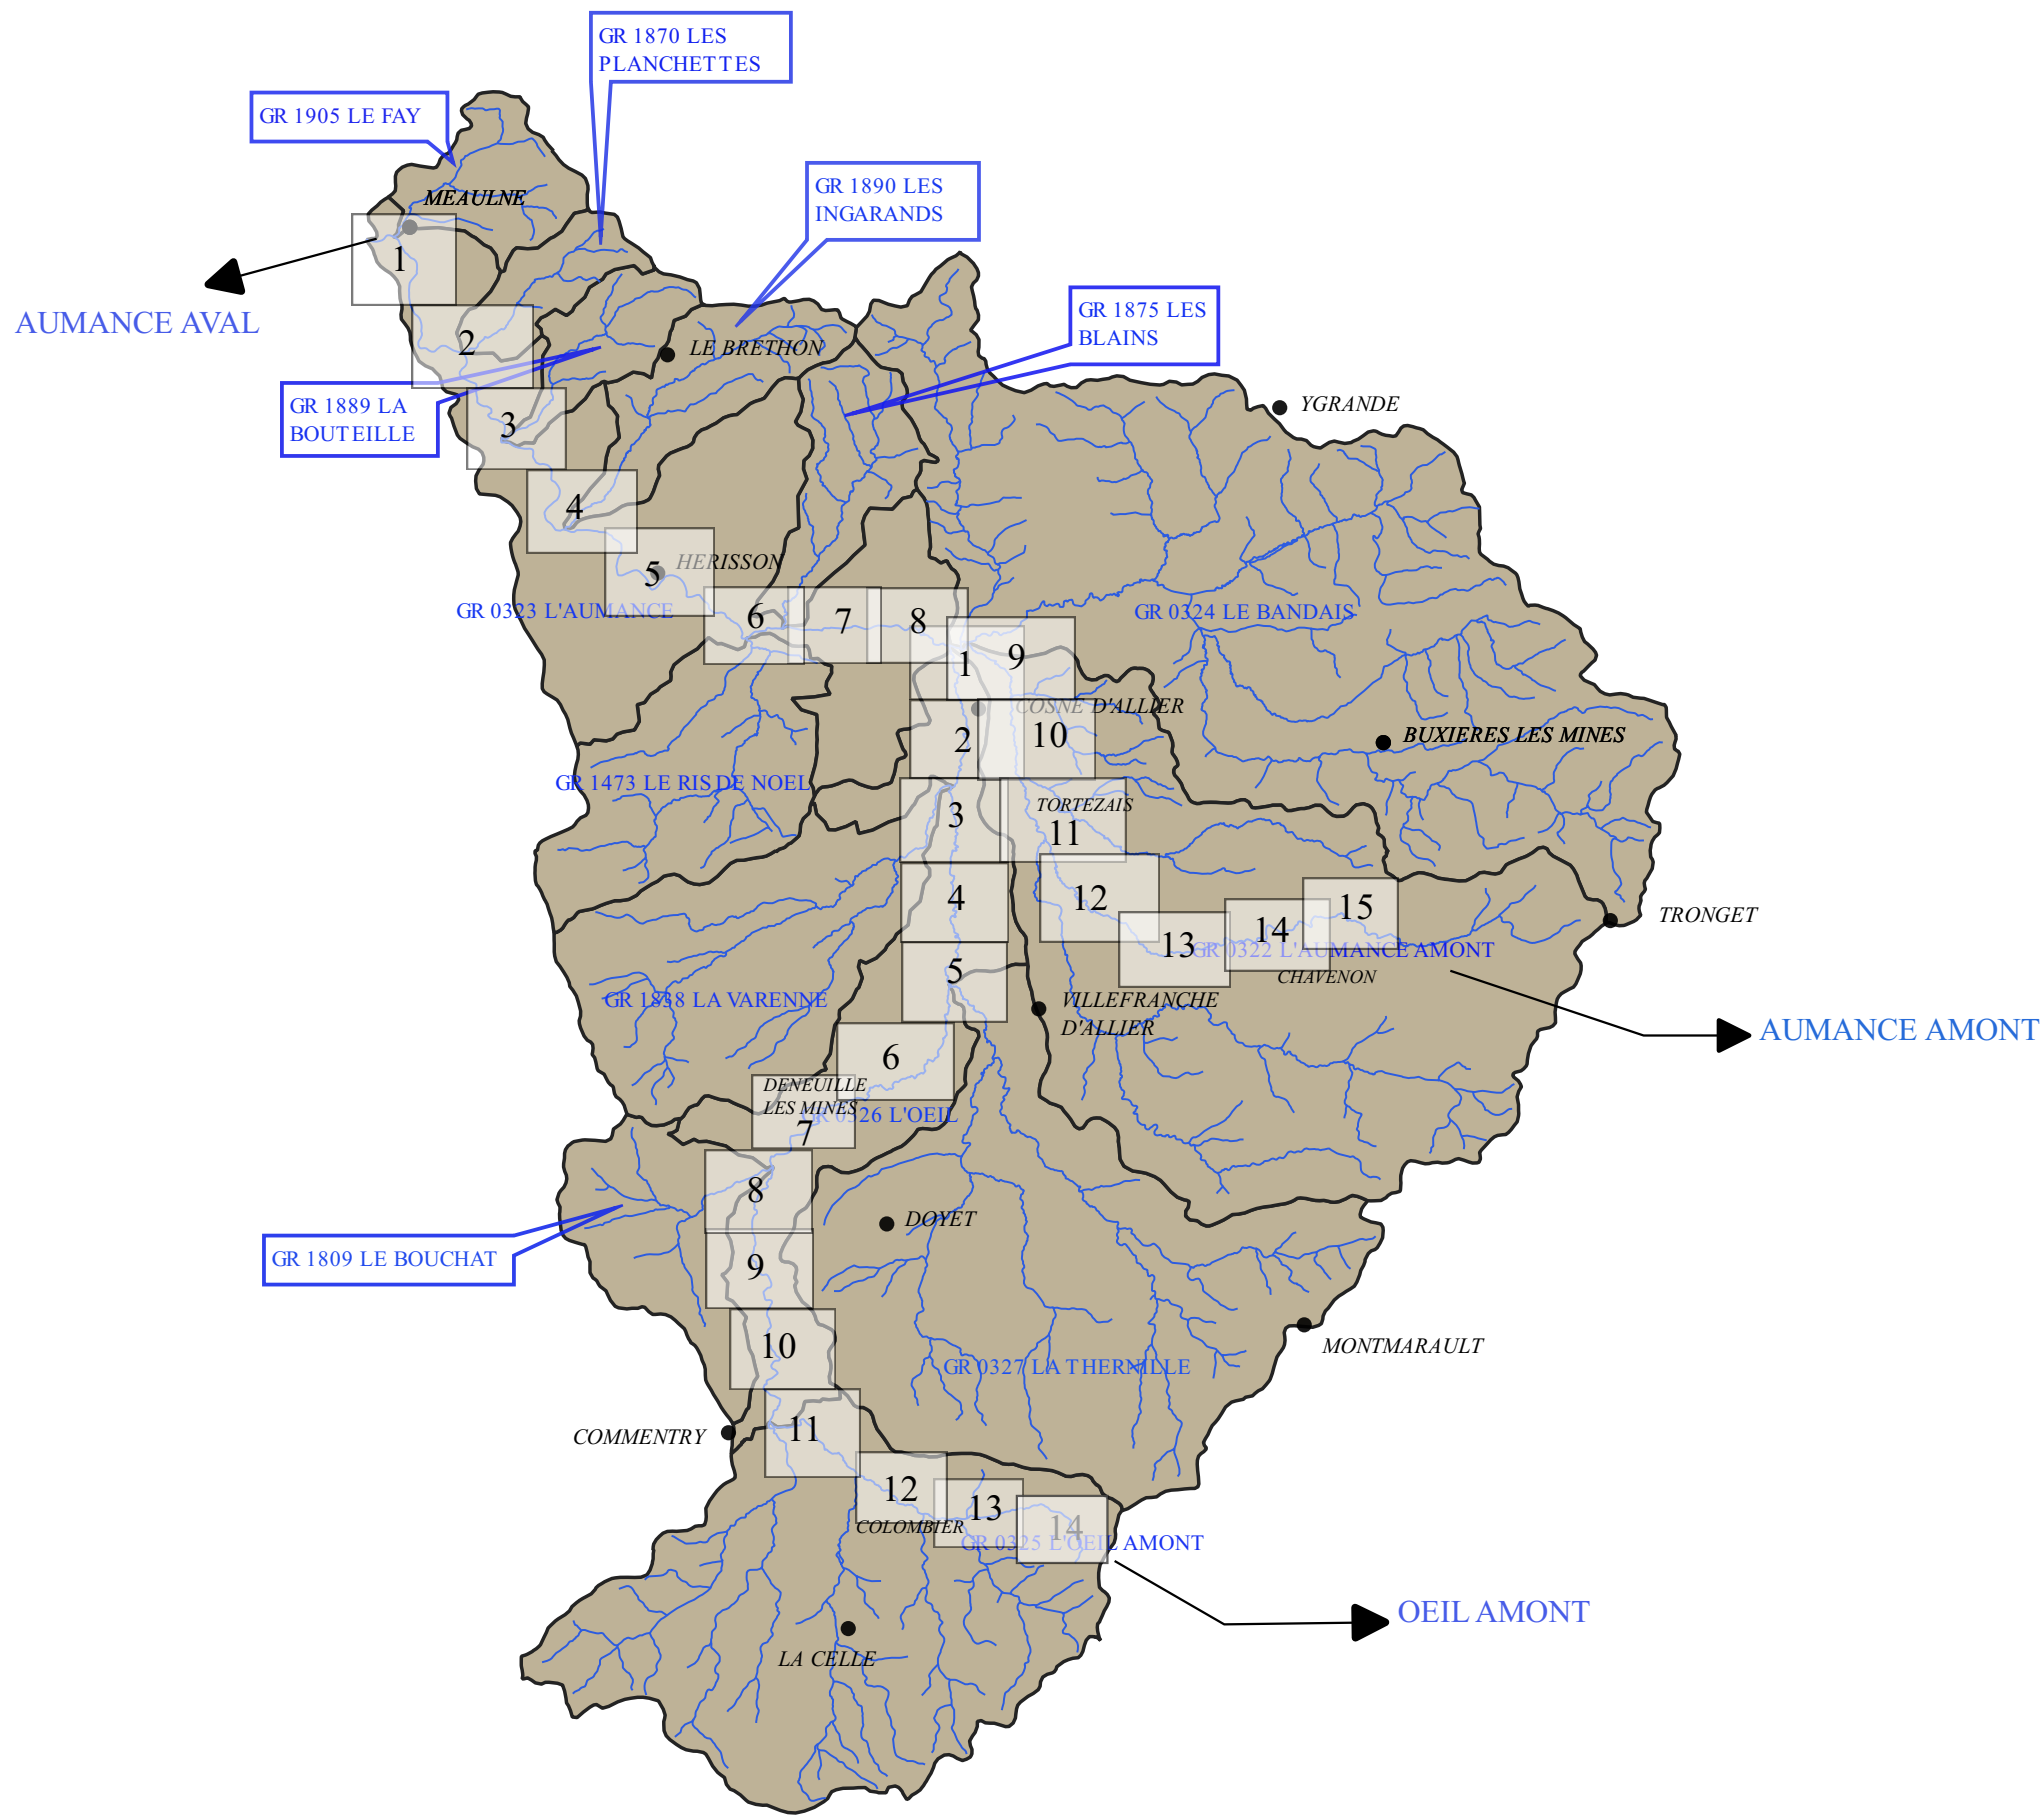 GR 1870 LES
PLANCHETTES
GR 1905 LE FAY
GR 1890 LES
INGARANDS
MEAULNE
1
AUMANCE AVAL
GR 1875 LES
BLAINS
2
LE BRETHON
GR 1889 LA
BOUTEILLE
YGRANDE
3
4
HERISSON
5
GR 0323 L'AUMANCE
6
7
8
GR 0324 LE BANDAIS
1
9
COSNE D'ALLIER
2
10
BUXIERES LES MINES
GR 1473 LE RIS DE NOEL
3
TORTEZAIS
11
4
12
13
14
15
TRONGET
GR 0322 L'AUMANCE AMONT
CHAVENON
5
GR 1838 LA VARENNE
VILLEFRANCHE
D'ALLIER
AUMANCE AMONT
6
DENEUILLE
LES MINES
GR 0326 L'OEIL
7
8
DOYET
GR 1809 LE BOUCHAT
9
10
MONTMARAULT
GR 0327 LA THERNILLE
COMMENTRY
11
12
13
14
COLOMBIER
GR 0325 L'OEIL AMONT
OEIL AMONT
LA CELLE